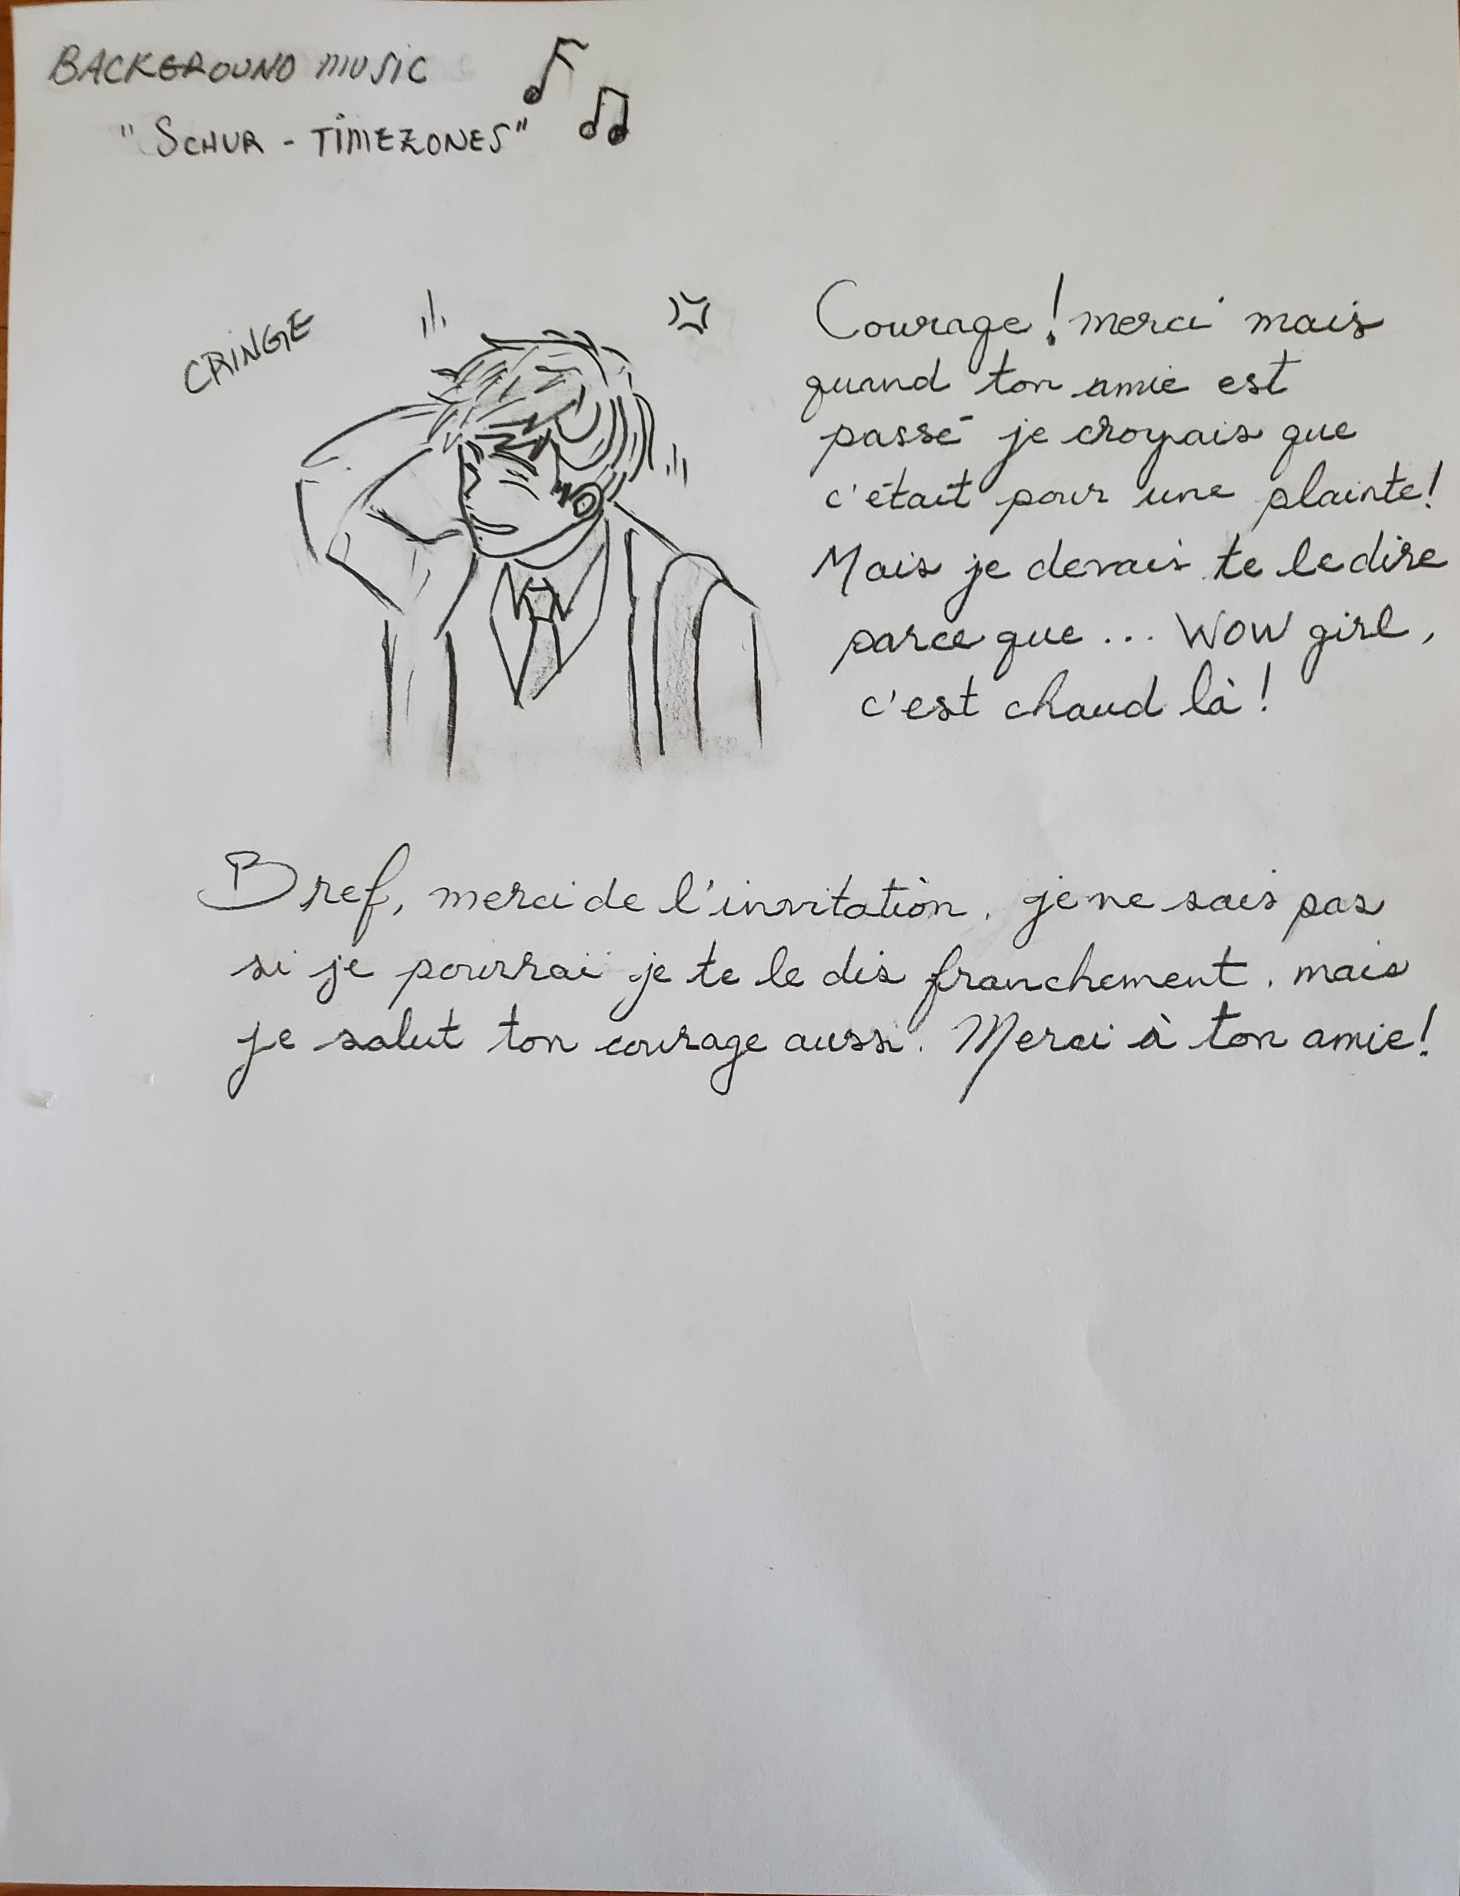 BACKGROUND MUSIC
"SCHUR - TIMEZONES"
CRINGE
Courage! merci mais
quand ton amie est
passé je croyais que
c'était pour une plainte!
Mais je devais te le dire
parce que ... WOW girl,
c'est chaud là!
Bref, merci de l'invitation. je ne sais pas
si je pourrai je te le dis franchement. mais
je salut ton courage aussi. Merci à ton amie!